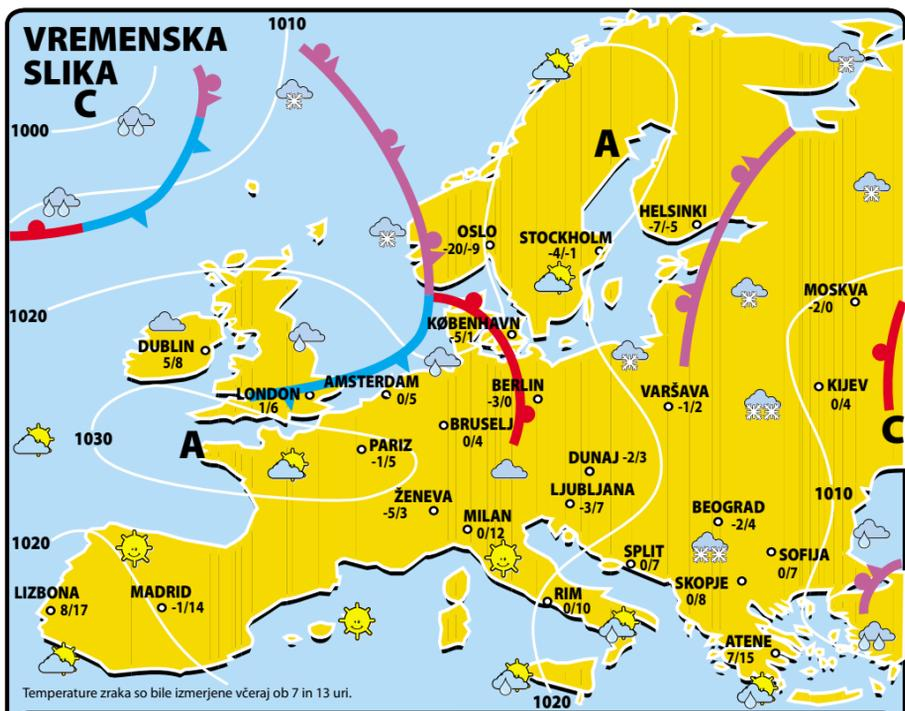 VREMENSKA
SLIKA
C
1010
1000
A
HELSINKI
-7/-5
OSLO
-20/-9
STOCKHOLM
-4/-1
MOSKVA
-2/0
1020
KØBENHAVN
-5/1
DUBLIN
5/8
LONDON
1/6
AMSTERDAM
0/5
BERLIN
-3/0
VARŠAVA
-1/2
KIJEV
0/4
C
1030
A
BRUSELJ
0/4
PARIZ
-1/5
DUNAJ -2/3
LJUBLJANA
-3/7
ŽENEVA
-5/3
MILAN
0/12
BEOGRAD
-2/4
1010
1020
SPLIT
0/7
SOFIJA
0/7
SKOPJE
0/8
LIZBONA
8/17
MADRID
-1/14
RIM
0/10
ATENE
7/15
Temperature zraka so bile izmerjene včeraj ob 7 in 13 uri.
1020